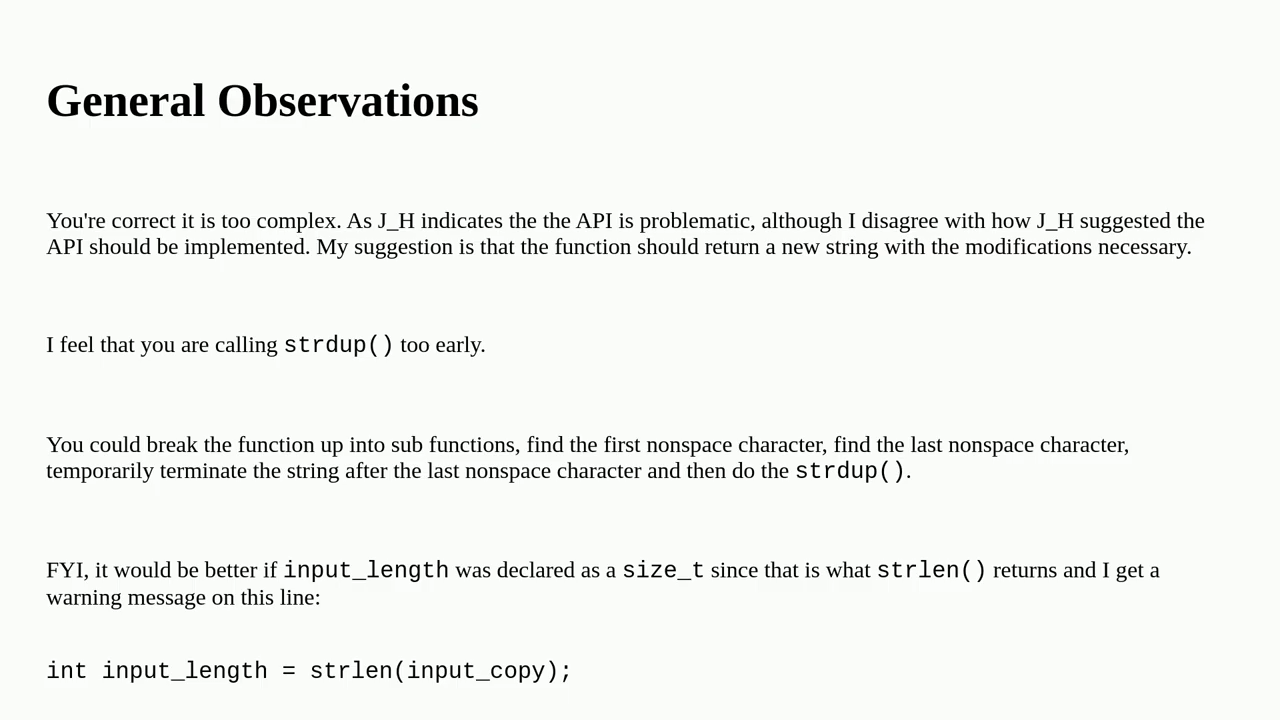 General Observations
You're correct it is too complex. As J_H indicates the the API is problematic, although I disagree with how J_H suggested the
API should be implemented. My suggestion is that the function should return a new string with the modifications necessary.
I feel that you are calling strdup() too early.
You could break the function up into sub functions, find the first nonspace character, find the last nonspace character,
temporarily terminate the string after the last nonspace character and then do the strdup().
FYI, it would be better if input_length was declared as a size_t since that is what strlen() returns and I get a
warning message on this line:
int input_length = strlen(input_copy);